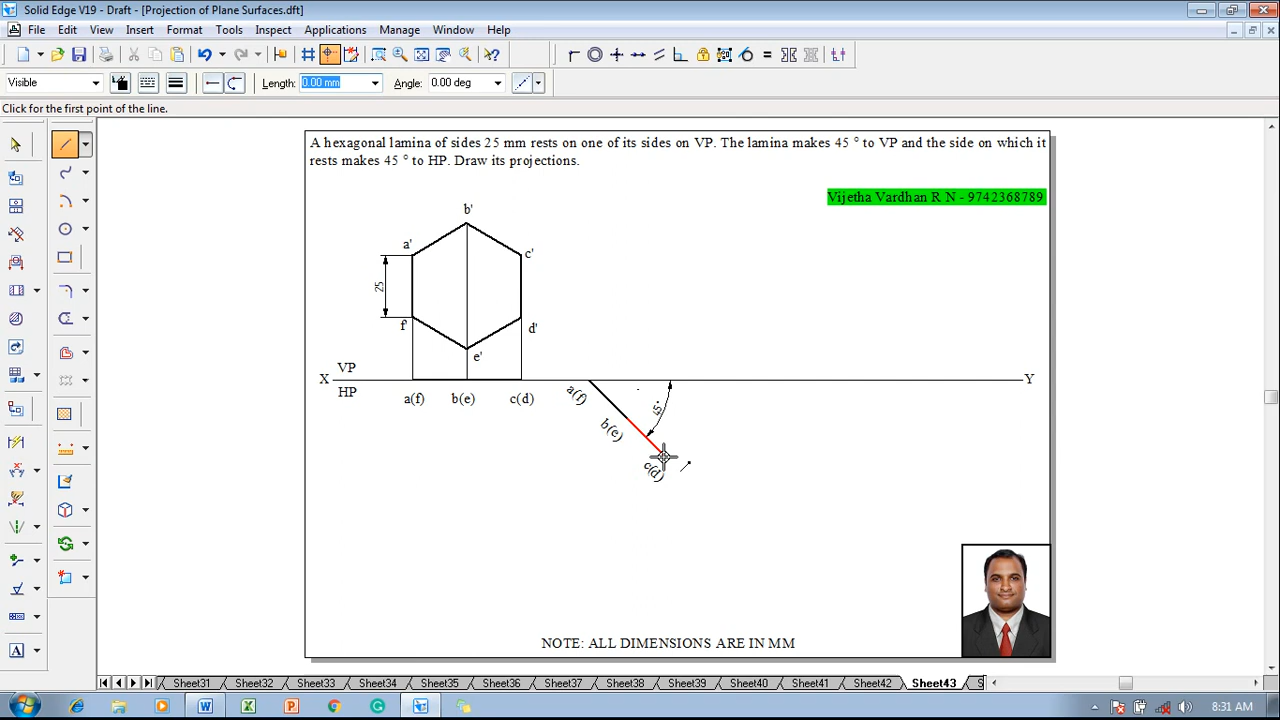 Solid Edge V19 - Draft - [Projection of Plane Surfaces.dft]
File Edit View Insert Format Tools Inspect Applications Manage Window Help
Visible Length: 0.00 mm Angle: 0.00 deg
Click for the first point of the line.
A hexagonal lamina of sides 25 mm rests on one of its sides on VP. The lamina makes 45 ° to VP and the side on which it
rests makes 45 ° to HP. Draw its projections.
Vijetha Vardhan R N - 9742368789
b'
a'
c'
25
f'
d'
e'
VP
X
Y
HP
a(f) b(e) c(d)
a(f)
45°
b(e)
c(d)
NOTE: ALL DIMENSIONS ARE IN MM
Sheet31 Sheet32 Sheet33 Sheet34 Sheet35 Sheet36 Sheet37 Sheet38 Sheet39 Sheet40 Sheet41 Sheet42 Sheet43 S
8:31 AM